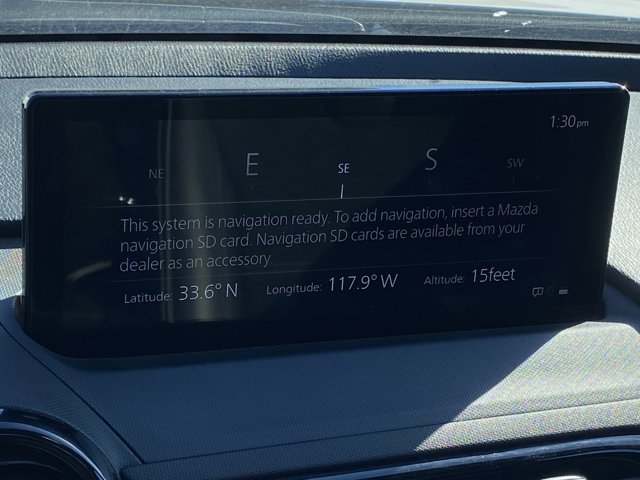 1:30pm
NE E SE S SW
This system is navigation ready. To add navigation, insert a Mazda
navigation SD card. Navigation SD cards are available from your
dealer as an accessory.
Latitude: 33.6° N Longitude: 117.9° W Altitude: 15feet